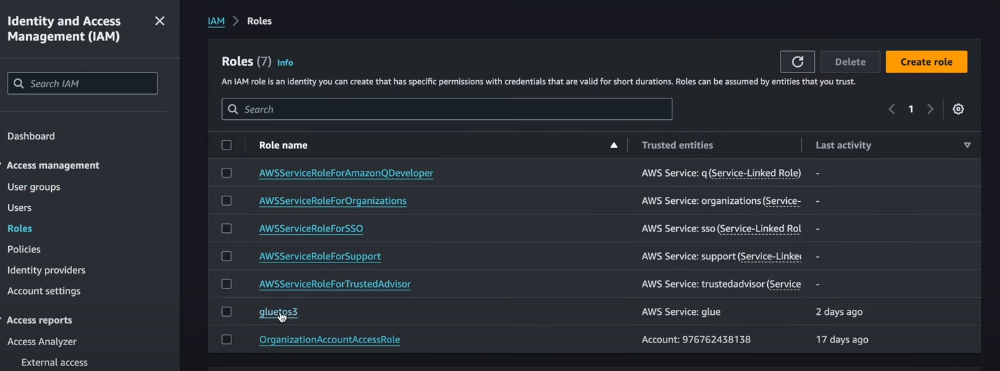 Identity and Access
Management (IAM)
Search IAM
Dashboard
Access management
User groups
Users
Roles
Policies
Identity providers
Account settings
Access reports
Access Analyzer
External access
IAM > Roles
Roles (7) Info
Delete
Create role
An IAM role is an identity you can create that has specific permissions with credentials that are valid for short durations. Roles can be assumed by entities that you trust.
Search
1
Role name Trusted entities Last activity
AWSServiceRoleForAmazonQDeveloper AWS Service: q (Service-Linked Role) -
AWSServiceRoleForOrganizations AWS Service: organizations (Service- -
AWSServiceRoleForSSO AWS Service: sso (Service-Linked Rol -
AWSServiceRoleForSupport AWS Service: support (Service-Linke -
AWSServiceRoleForTrustedAdvisor AWS Service: trustedadvisor (Service -
gluetos3 AWS Service: glue 2 days ago
OrganizationAccountAccessRole Account: 976762438138 17 days ago